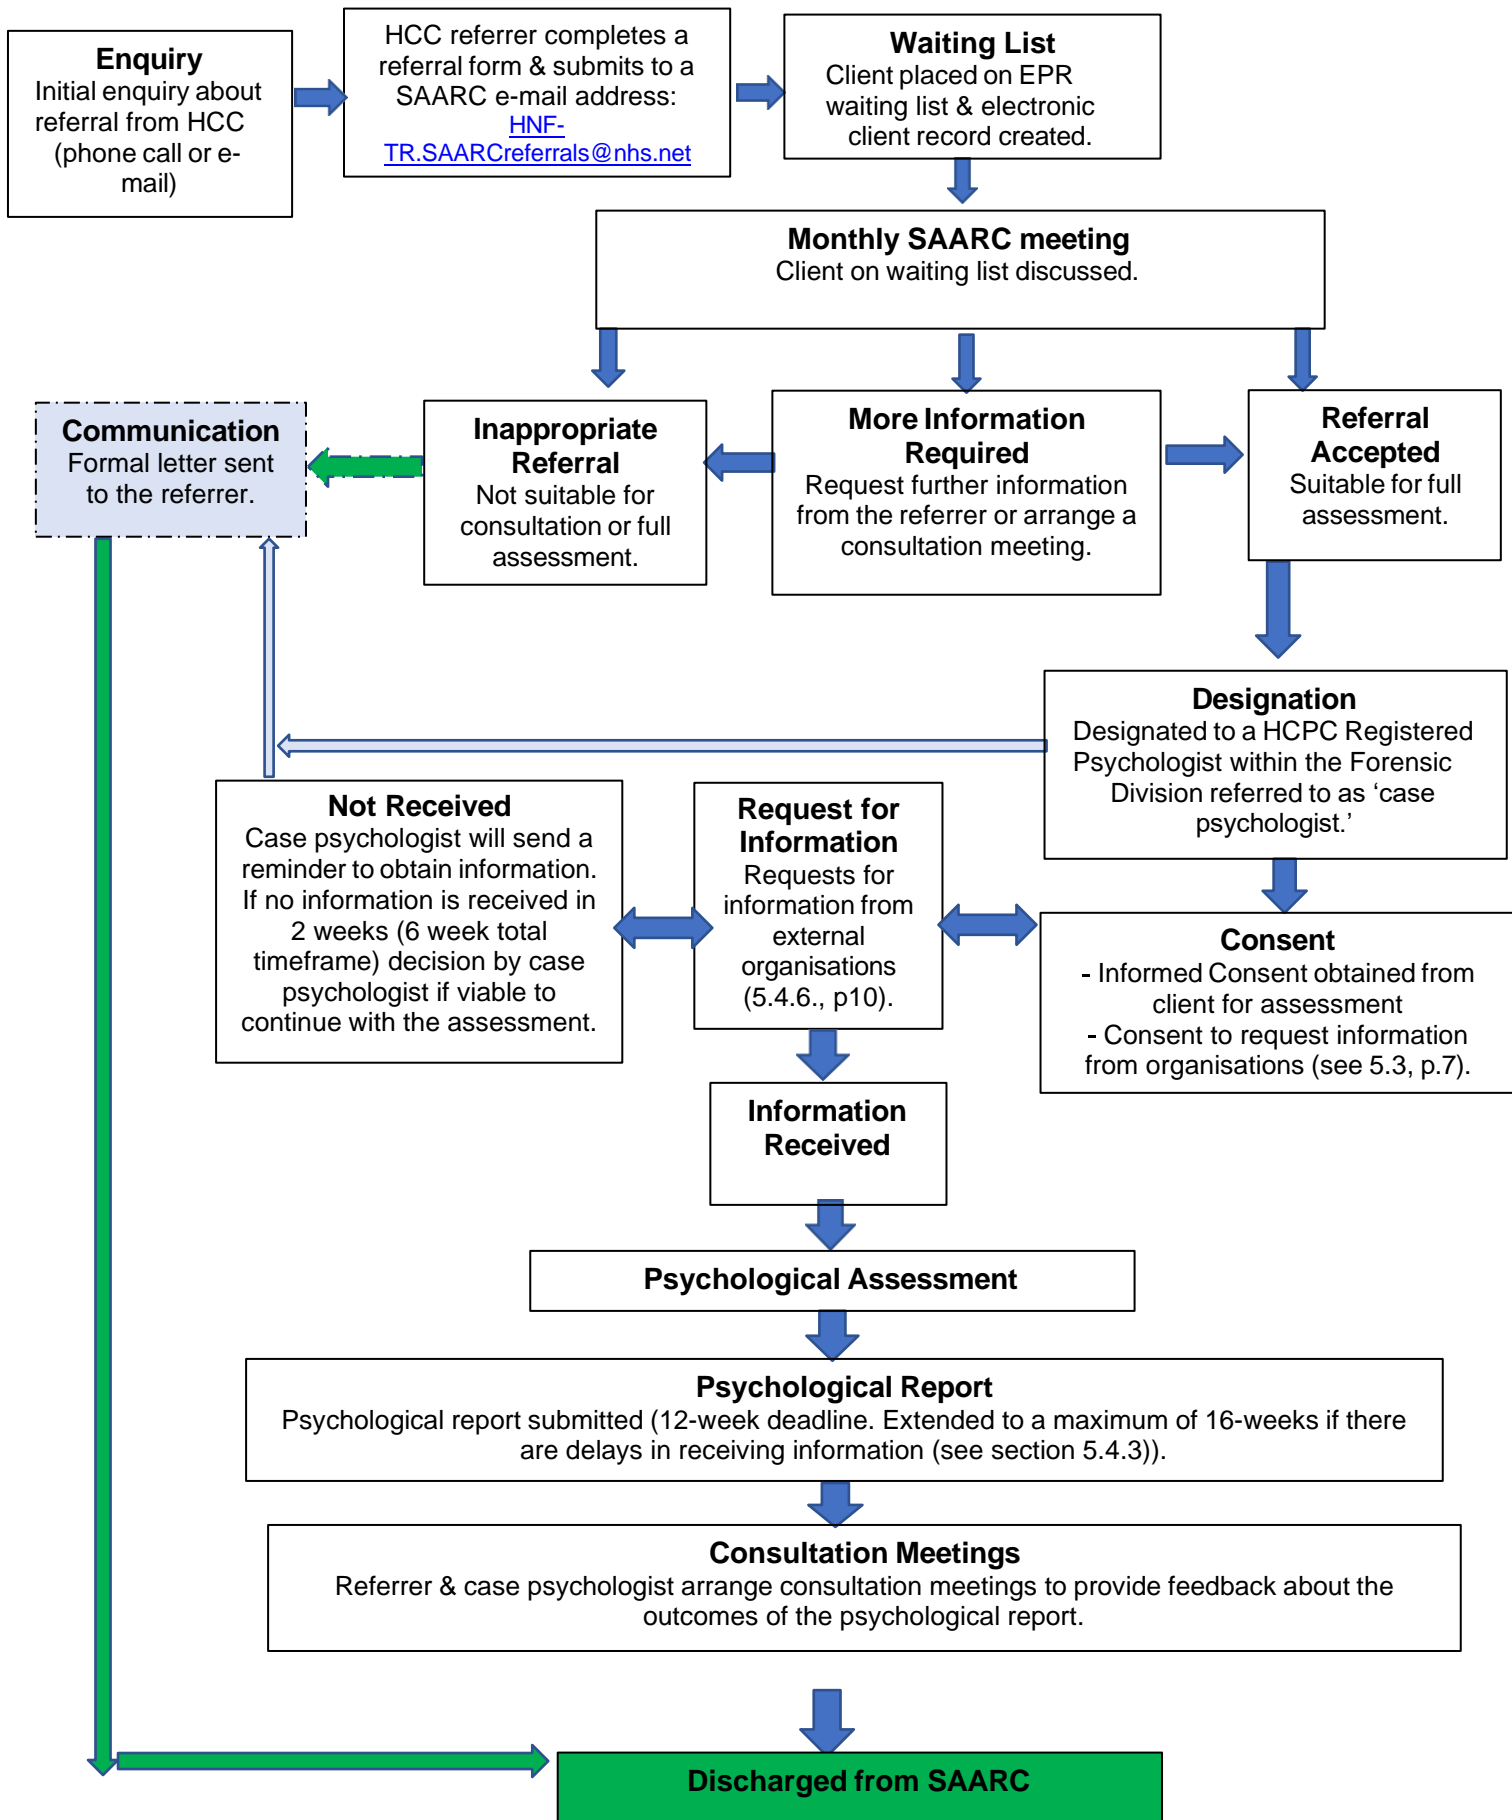 Enquiry
Initial enquiry about
referral from HCC
(phone call or e-
mail)
HCC referrer completes a
referral form & submits to a
SAARC e-mail address:
HNF-
TR.SAARCreferrals@nhs.net
Waiting List
Client placed on EPR
waiting list & electronic
client record created.
Monthly SAARC meeting
Client on waiting list discussed.
Communication
Formal letter sent
to the referrer.
Inappropriate
Referral
Not suitable for
consultation or full
assessment.
More Information
Required
Request further information
from the referrer or arrange a
consultation meeting.
Referral
Accepted
Suitable for full
assessment.
Designation
Designated to a HCPC Registered
Psychologist within the Forensic
Division referred to as ‘case
psychologist.’
Not Received
Case psychologist will send a
reminder to obtain information.
If no information is received in
2 weeks (6 week total
timeframe) decision by case
psychologist if viable to
continue with the assessment.
Request for
Information
Requests for
information from
external
organisations
(5.4.6., p10).
Consent
- Informed Consent obtained from
client for assessment
- Consent to request information
from organisations (see 5.3, p.7).
Information
Received
Psychological Assessment
Psychological Report
Psychological report submitted (12-week deadline. Extended to a maximum of 16-weeks if there
are delays in receiving information (see section 5.4.3)).
Consultation Meetings
Referrer & case psychologist arrange consultation meetings to provide feedback about the
outcomes of the psychological report.
Discharged from SAARC